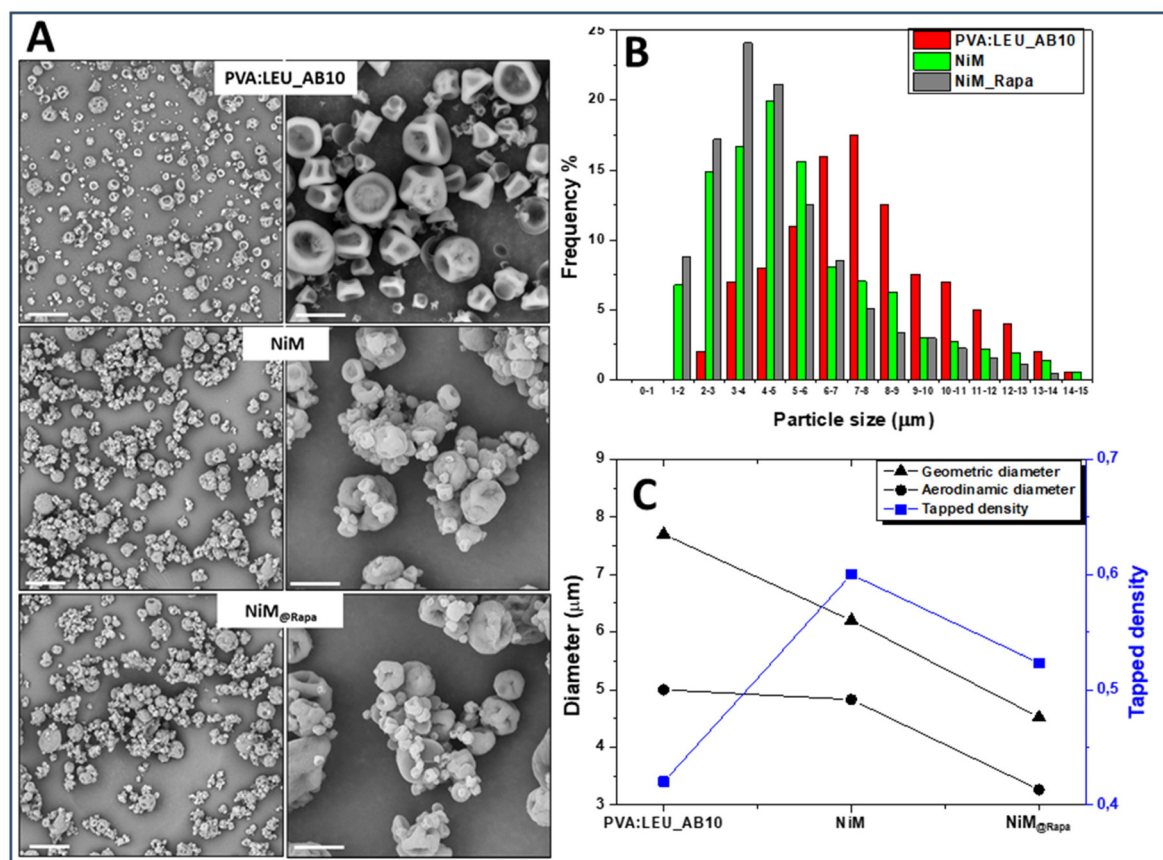 A
PVA:LEU_AB10
NiM
NiM@Rapa
B
PVA:LEU_AB10
NiM
NiM_Rapa
25
20
15
10
5
0
Frequency %
0-1 1-2 2-3 3-4 4-5 5-6 6-7 7-8 8-9 9-10 10-11 11-12 12-13 13-14 14-15
Particle size (µm)
C
Geometric diameter
Aerodinamic diameter
Tapped density
9
8
7
6
5
4
3
Diameter (µm)
0,7
0,6
0,5
0,4
Tapped density
PVA:LEU_AB10 NiM NiM@Rapa